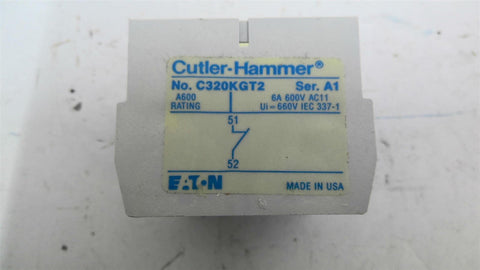 Cutler-Hammer®
No. C320KGT2 Ser. A1
A600 6A 600V AC11
RATING Ui = 660V IEC 337-1
51
52
EATON MADE IN USA